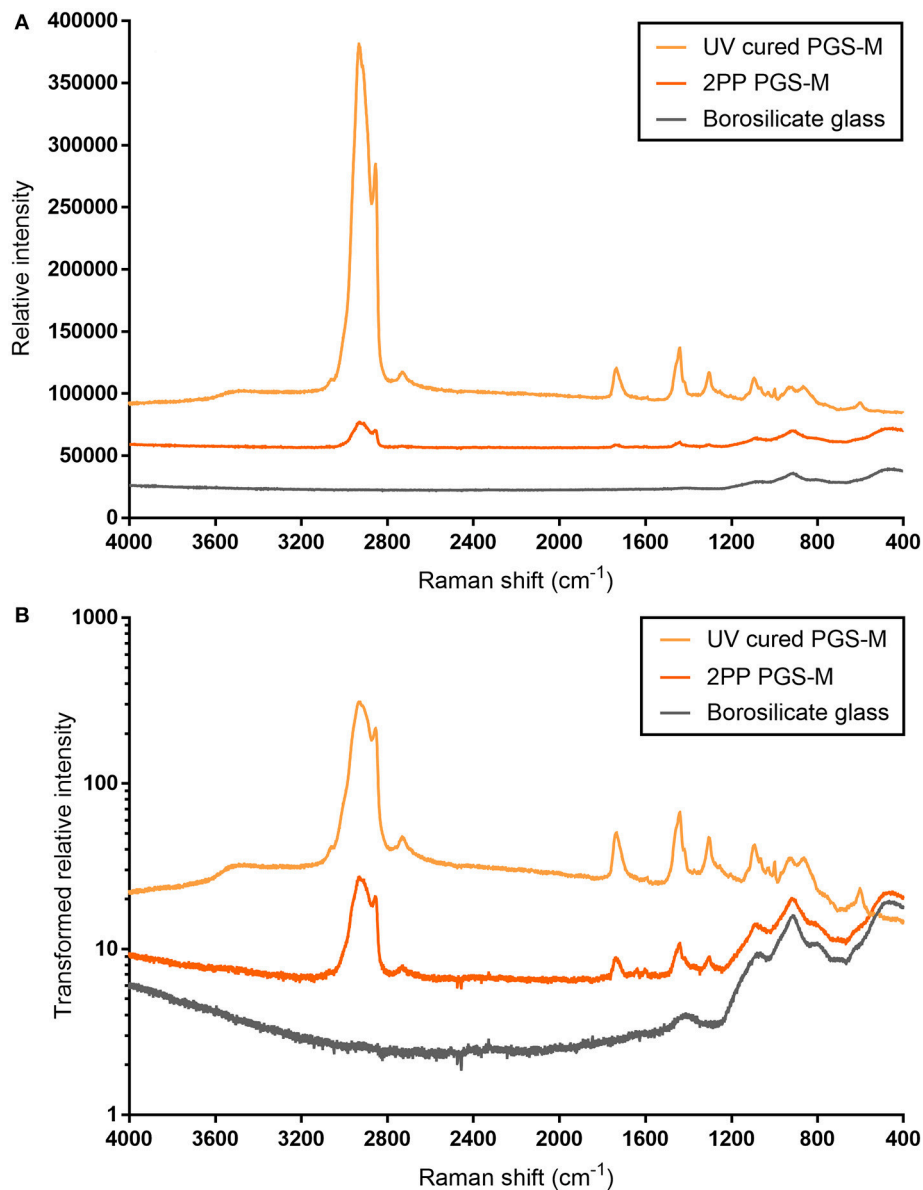 A
400000
350000
300000
250000
200000
150000
100000
50000
0
Relative intensity
UV cured PGS-M
2PP PGS-M
Borosilicate glass
4000 3600 3200 2800 2400 2000 1600 1200 800 400
Raman shift (cm-1)
B
1000
100
10
1
Transformed relative intensity
UV cured PGS-M
2PP PGS-M
Borosilicate glass
4000 3600 3200 2800 2400 2000 1600 1200 800 400
Raman shift (cm-1)